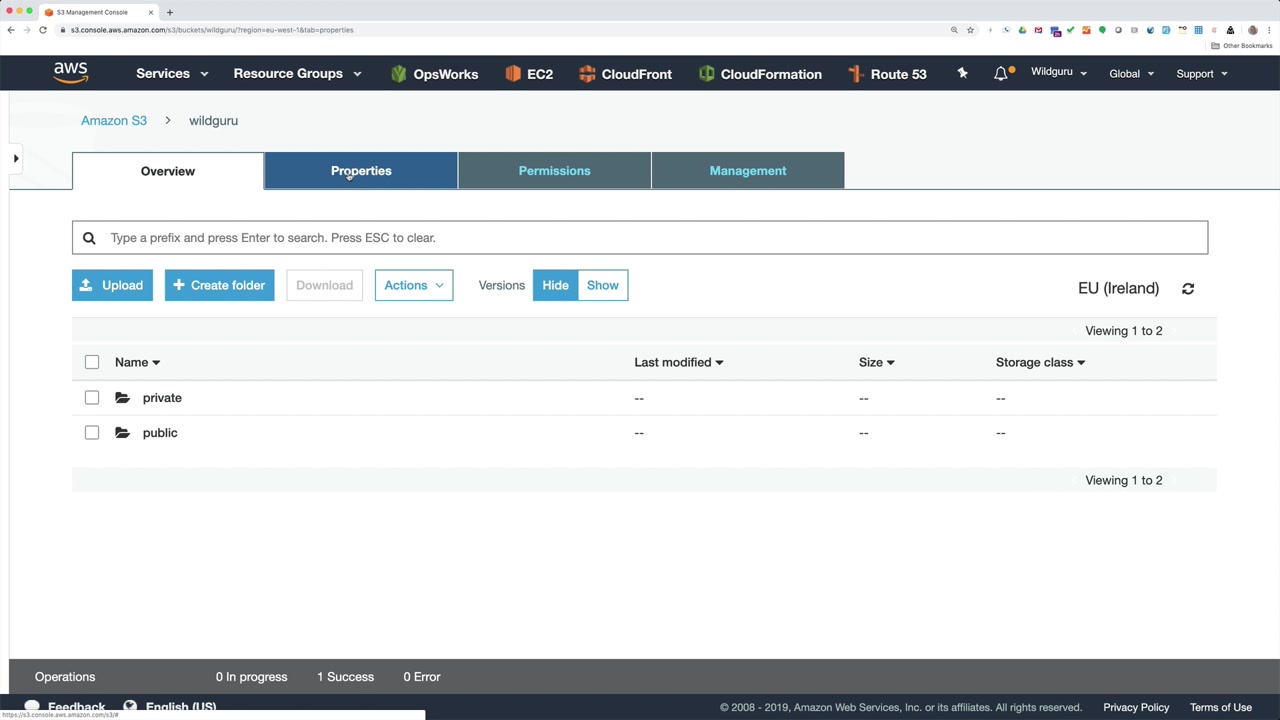 S3 Management Console
s3.console.aws.amazon.com/s3/buckets/wildguru/?region=eu-west-1&tab=properties
Other Bookmarks
aws Services Resource Groups OpsWorks EC2 CloudFront CloudFormation Route 53 Wildguru Global Support
Amazon S3 > wildguru
Overview Properties Permissions Management
Type a prefix and press Enter to search. Press ESC to clear.
Upload + Create folder Download Actions Versions Hide Show EU (Ireland)
Viewing 1 to 2
Name Last modified Size Storage class
private -- -- --
public -- -- --
Viewing 1 to 2
Operations 0 In progress 1 Success 0 Error
Feedback English (US) © 2008 - 2019, Amazon Web Services, Inc. or its affiliates. All rights reserved. Privacy Policy Terms of Use
https://s3.console.aws.amazon.com/s3/#